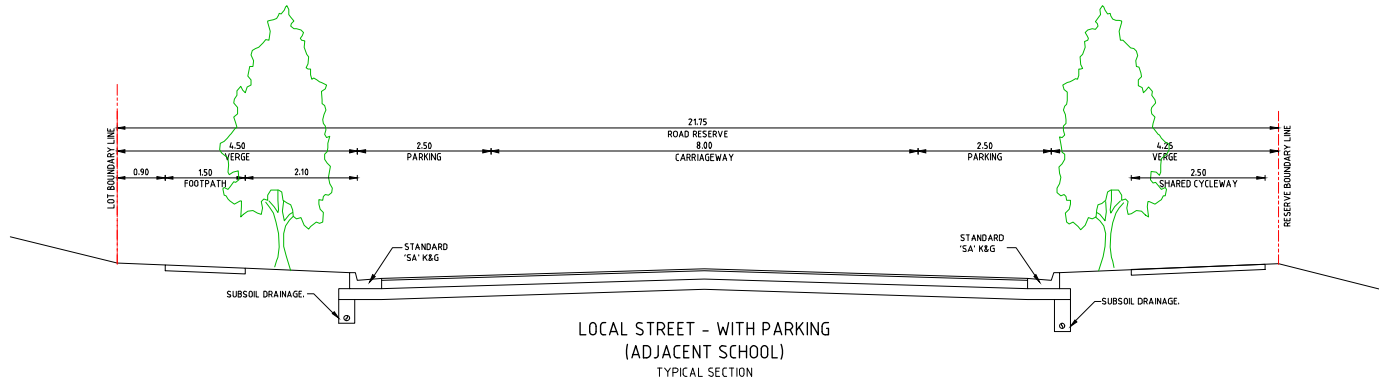 21.75
ROAD RESERVE
4.50
VERGE
2.50
PARKING
8.00
CARRIAGEWAY
2.50
PARKING
4.25
VERGE
0.90
1.50
FOOTPATH
2.10
2.50
SHARED CYCLEWAY
LOT BOUNDARY LINE
RESERVE BOUNDARY LINE
STANDARD
'SA' K&G
STANDARD
'SA' K&G
SUBSOIL DRAINAGE.
SUBSOIL DRAINAGE.
LOCAL STREET - WITH PARKING
(ADJACENT SCHOOL)
TYPICAL SECTION